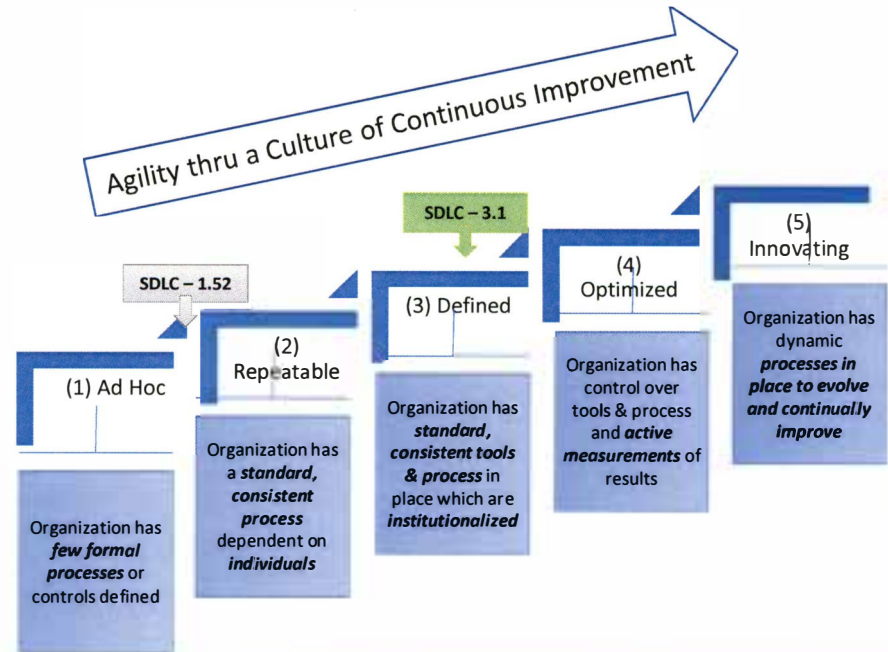 Agility thru a Culture of Continuous Improvement
SDLC – 1.52
SDLC – 3.1
(1) Ad Hoc
Organization has
few formal
processes or
controls defined
(2)
Repeatable
Organization has
a standard,
consistent
process
dependent on
individuals
(3) Defined
Organization has
standard,
consistent tools
& process in
place which are
institutionalized
(4)
Optimized
Organization has
control over
tools & process
and active
measurements of
results
(5)
Innovating
Organization has
dynamic
processes in
place to evolve
and continually
improve